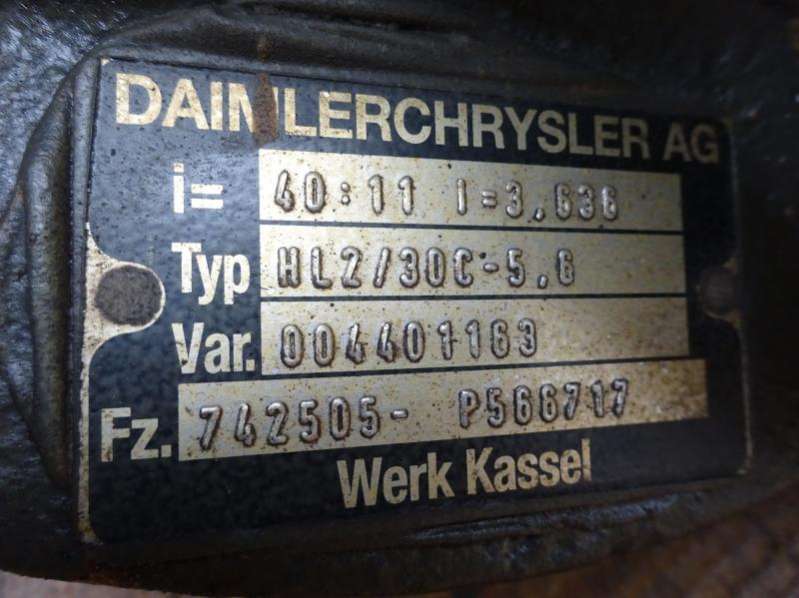 DAIMLERCHRYSLER AG
i= 40:11 I=3,636
Typ HL2/30C-5,6
Var. 004401163
Fz. 742505- P566717
Werk Kassel